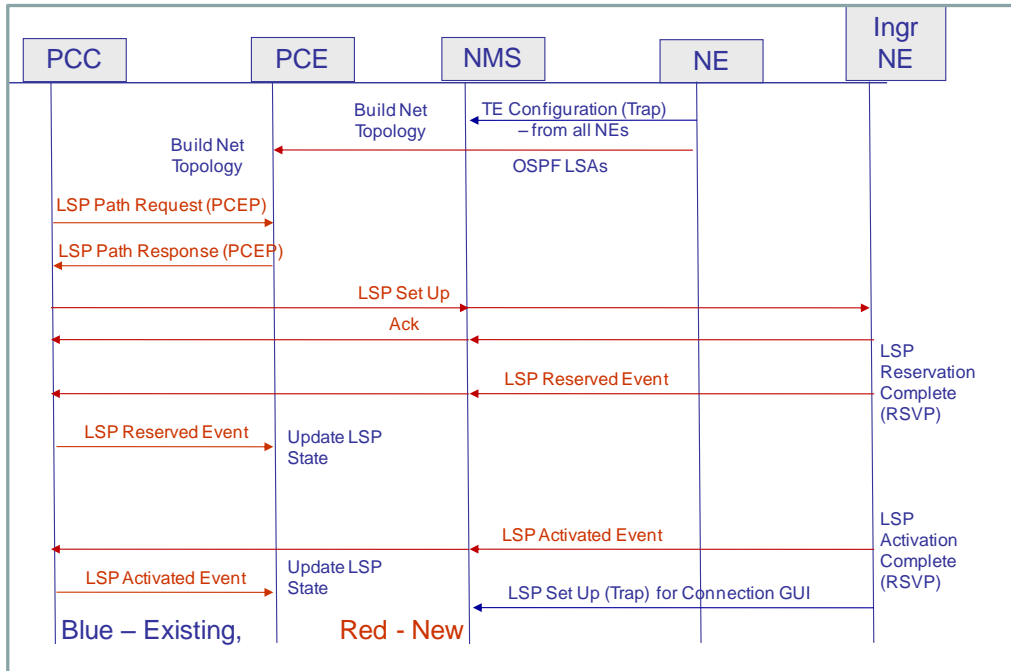 Ingr
NE
PCC
PCE
NMS
NE
Build Net
Topology
TE Configuration (Trap)
– from all NEs
Build Net
Topology
OSPF LSAs
LSP Path Request (PCEP)
LSP Path Response (PCEP)
LSP Set Up
Ack
LSP
Reservation
Complete
(RSVP)
LSP Reserved Event
LSP Reserved Event
Update LSP
State
LSP
Activation
Complete
(RSVP)
LSP Activated Event
LSP Activated Event
Update LSP
State
LSP Set Up (Trap) for Connection GUI
Blue – Existing,
Red - New